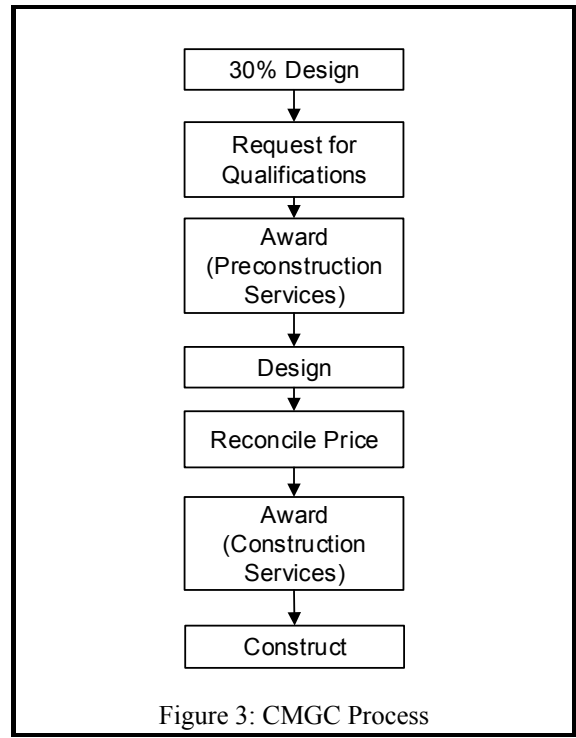 30% Design
Request for
Qualifications
Award
(Preconstruction
Services)
Design
Reconcile Price
Award
(Construction
Services)
Construct
Figure 3: CMGC Process